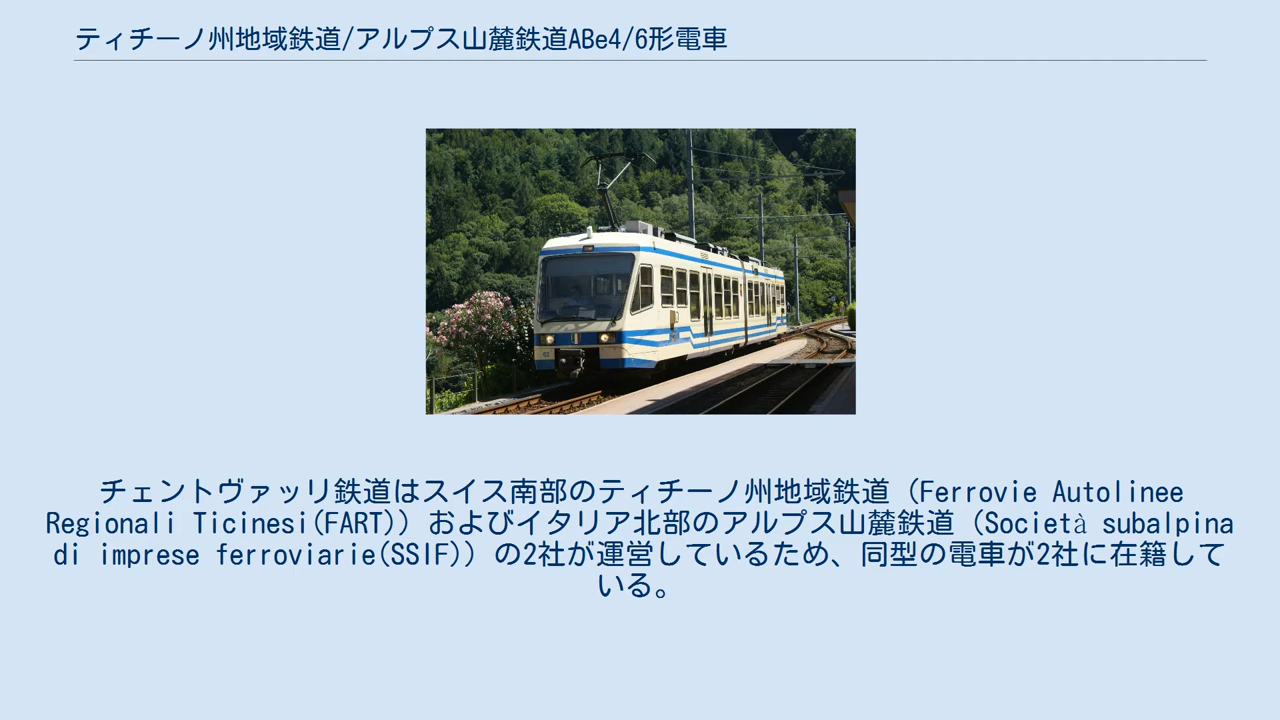 ティチーノ州地域鉄道/アルプス山麓鉄道ABe4/6形電車
チェントヴァッリ鉄道はスイス南部のティチーノ州地域鉄道（Ferrovie Autolinee
Regionali Ticinesi(FART)）およびイタリア北部のアルプス山麓鉄道（Società subalpina
di imprese ferroviarie(SSIF)）の2社が運営しているため、同型の電車が2社に在籍して
いる。